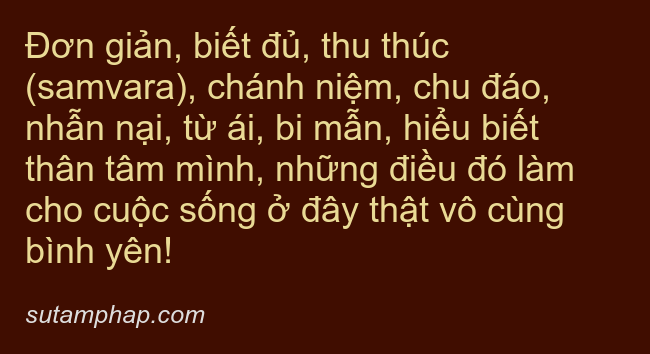 Đơn giản, biết đủ, thu thúc
(samvara), chánh niệm, chu đáo,
nhẫn nại, từ ái, bi mẫn, hiểu biết
thân tâm mình, những điều đó làm
cho cuộc sống ở đây thật vô cùng
bình yên!
sutamphap.com